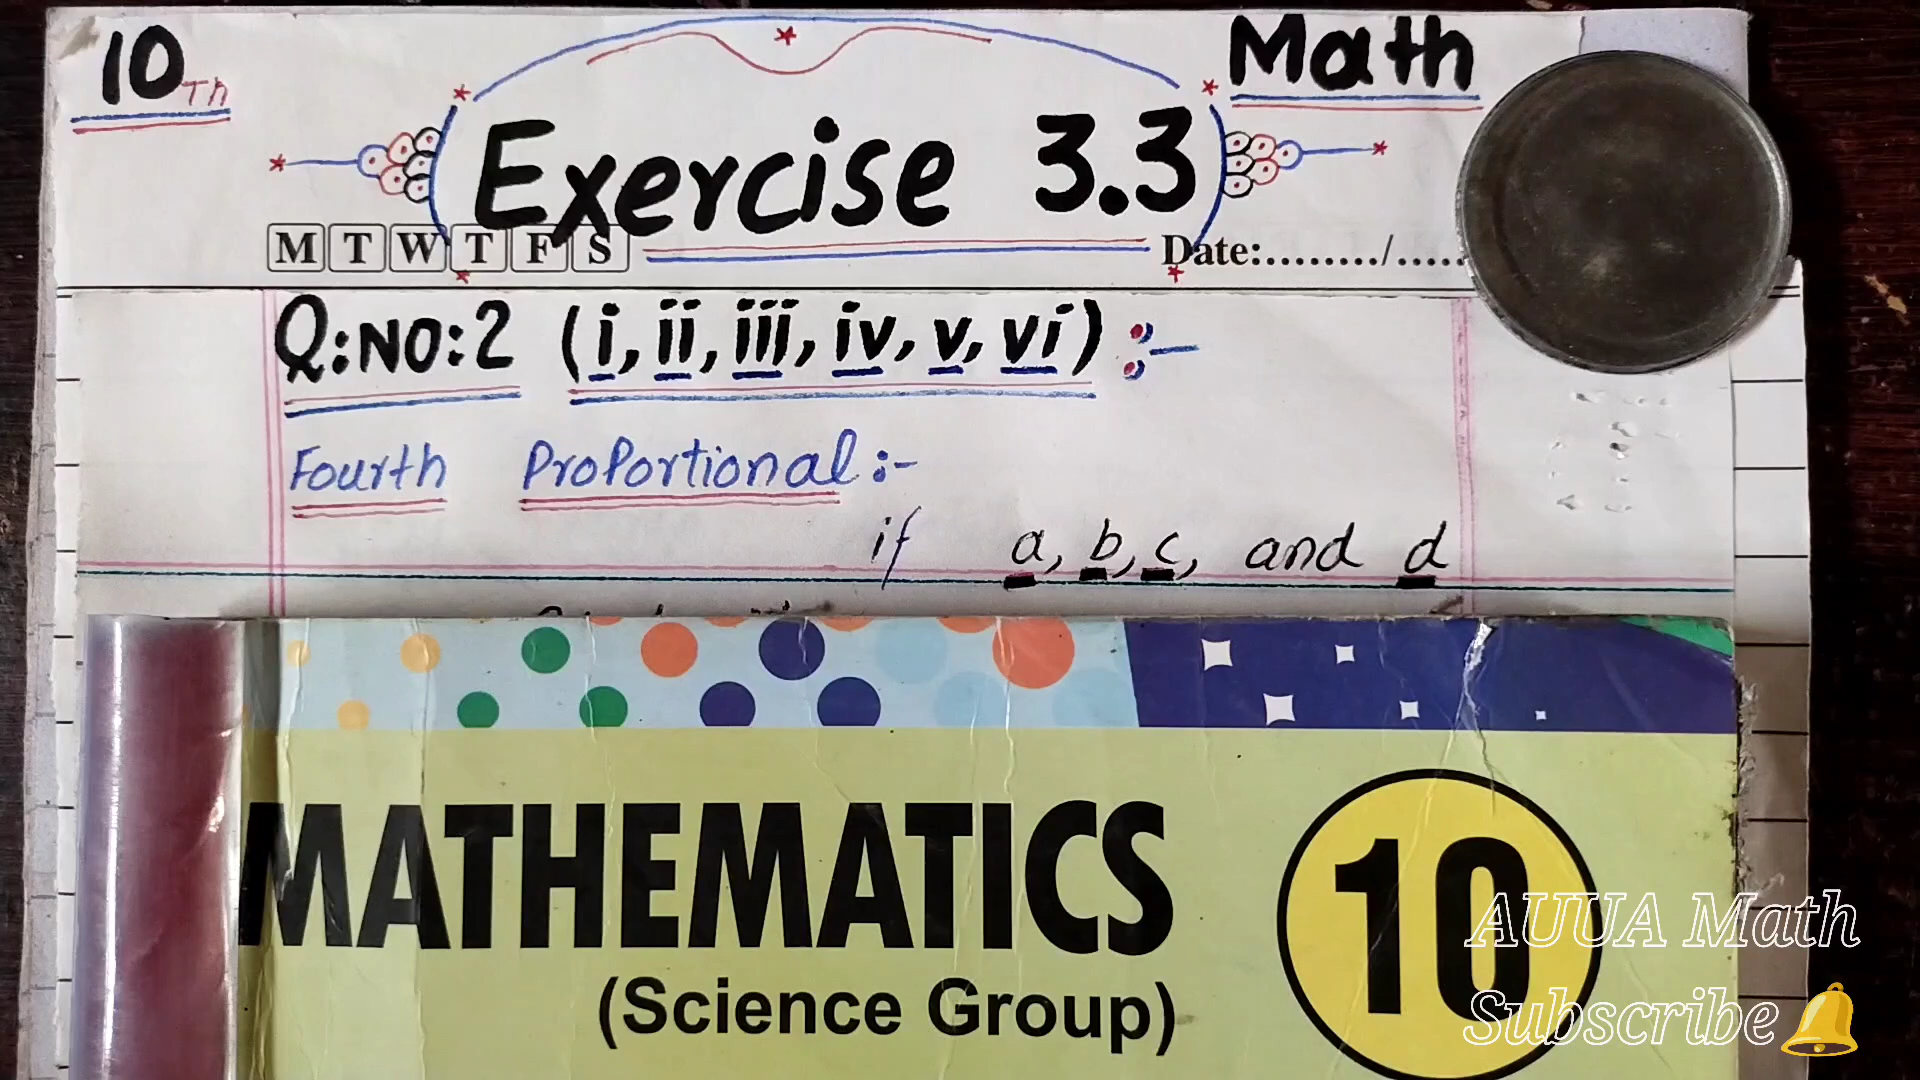 10Th
Math
Exercise 3.3
M T W T F S
Date:......../.....
Q:NO:2 (i, ii, iii, iv, v, vi) :-
Fourth Proportional:-
if a, b, c, and d
MATHEMATICS
(Science Group)
10
AUUA Math
Subscribe